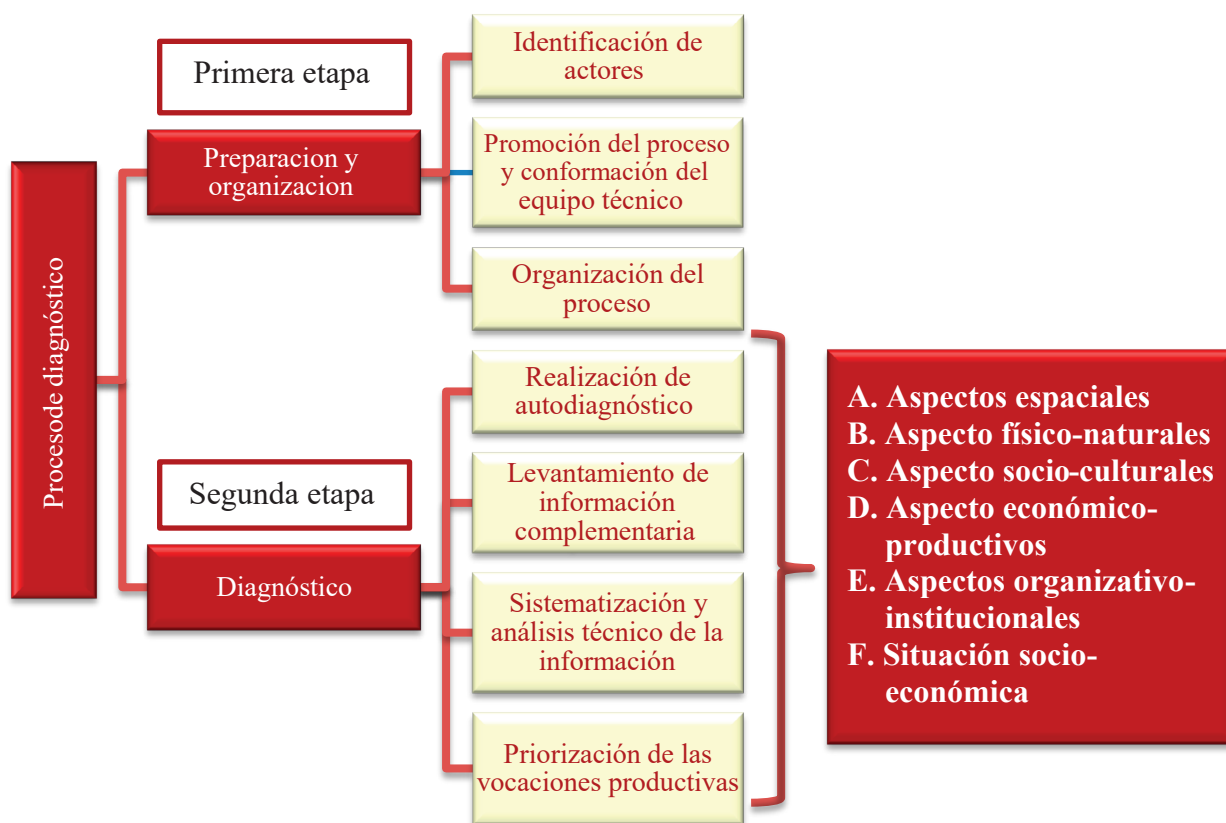 Procesode diagnóstico
Primera etapa
Preparacion y
organizacion
Identificación de
actores
Promoción del proceso
y conformación del
equipo técnico
Organización del
proceso
Segunda etapa
Diagnóstico
Realización de
autodiagnóstico
Levantamiento de
información
complementaria
Sistematización y
análisis técnico de la
información
Priorización de las
vocaciones productivas
A. Aspectos espaciales
B. Aspecto físico-naturales
C. Aspecto socio-culturales
D. Aspecto económico-
productivos
E. Aspectos organizativo-
institucionales
F. Situación socio-
económica